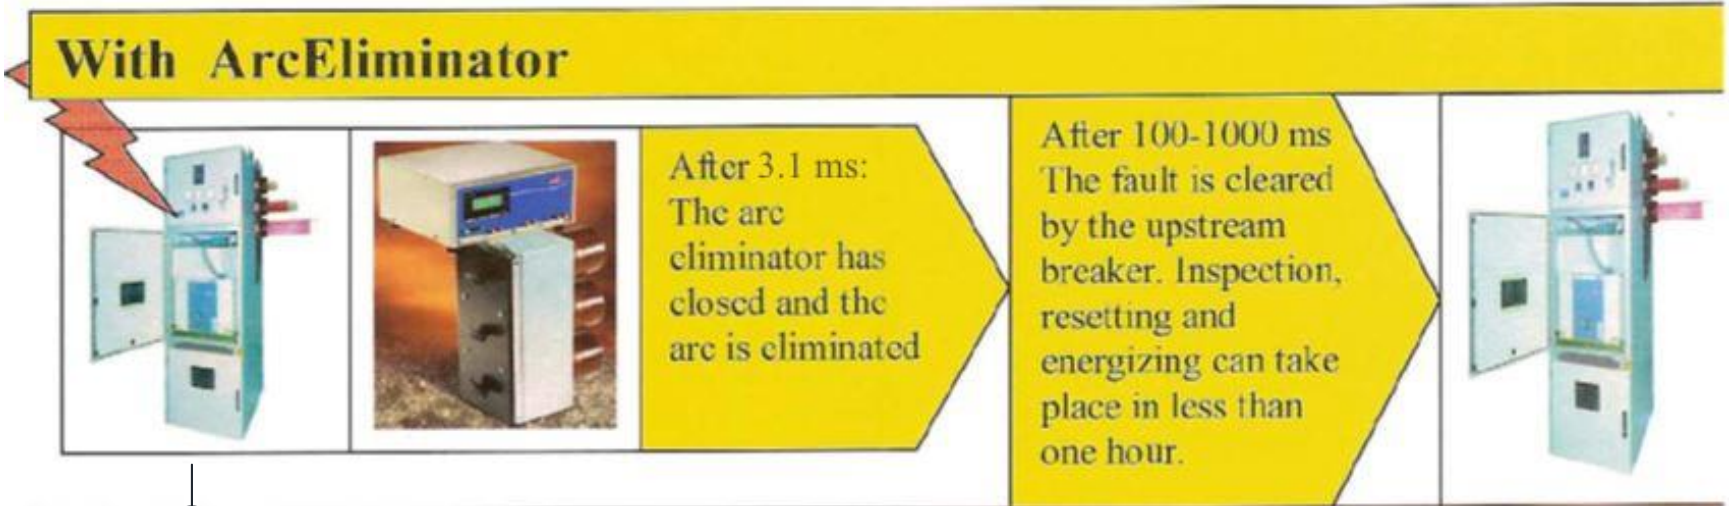 With ArcEliminator
After 3.1 ms:
The arc
eliminator has
closed and the
arc is eliminated
After 100-1000 ms
The fault is cleared
by the upstream
breaker. Inspection,
resetting and
energizing can take
place in less than
one hour.